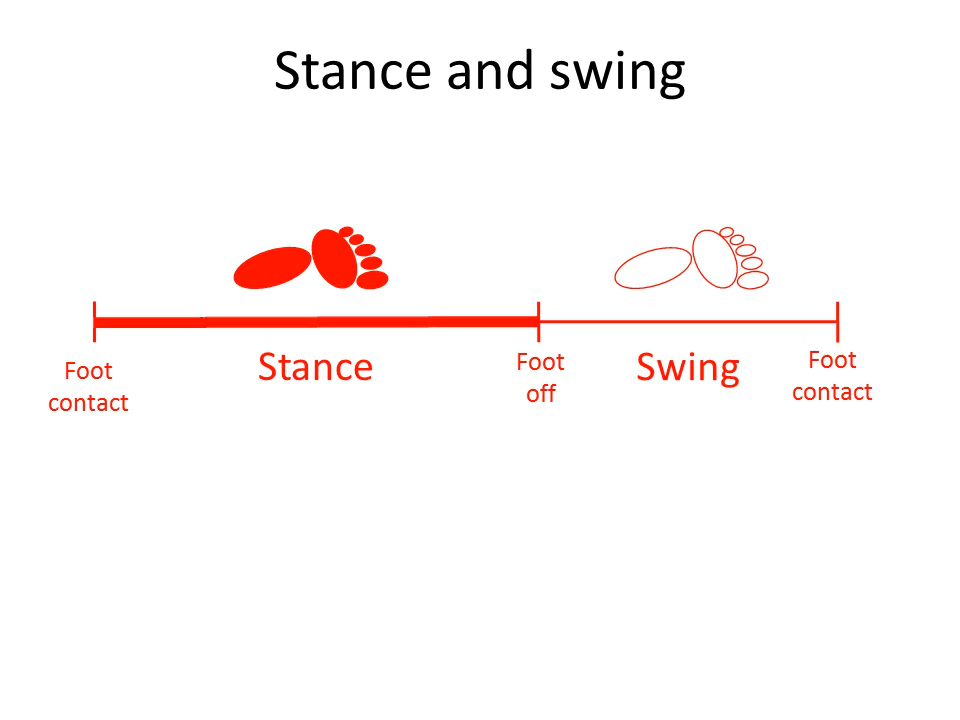 Stance and swing
Foot
contact
Stance
Foot
off
Swing
Foot
contact